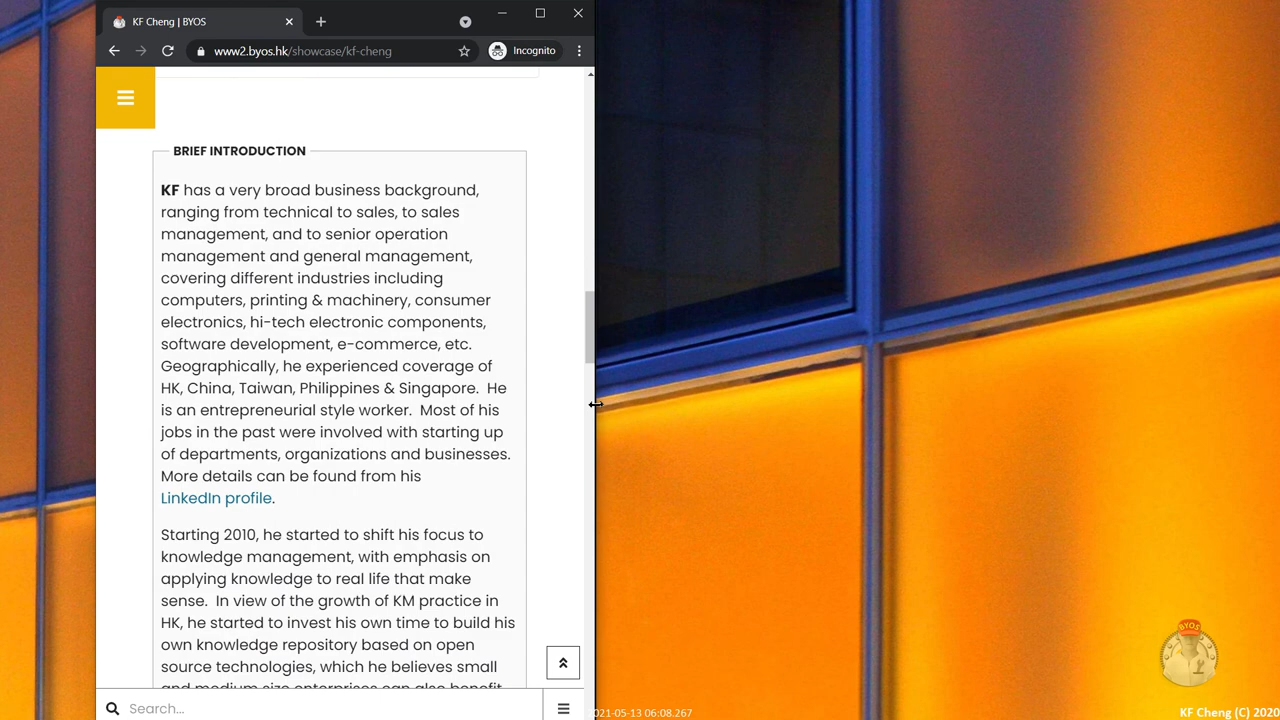 KF Cheng | BYOS
www2.byos.hk/showcase/kf-cheng
Incognito
BRIEF INTRODUCTION
KF has a very broad business background,
ranging from technical to sales, to sales
management, and to senior operation
management and general management,
covering different industries including
computers, printing & machinery, consumer
electronics, hi-tech electronic components,
software development, e-commerce, etc.
Geographically, he experienced coverage of
HK, China, Taiwan, Philippines & Singapore.  He
is an entrepreneurial style worker.  Most of his
jobs in the past were involved with starting up
of departments, organizations and businesses.
More details can be found from his
LinkedIn profile.
Starting 2010, he started to shift his focus to
knowledge management, with emphasis on
applying knowledge to real life that make
sense.  In view of the growth of KM practice in
HK, he started to invest his own time to build his
own knowledge repository based on open
source technologies, which he believes small
and medium size enterprises can also benefit
Search...
BYOS
2021-05-13 06:08.267
KF Cheng (C) 2020